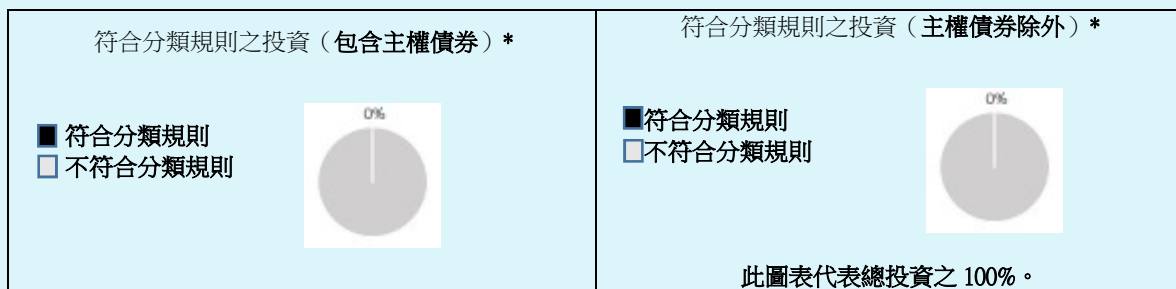 符合分類規則之投資（包含主權債券）*
0%
符合分類規則
不符合分類規則
符合分類規則之投資（主權債券除外）*
0%
符合分類規則
不符合分類規則
此圖表代表總投資之 100%。